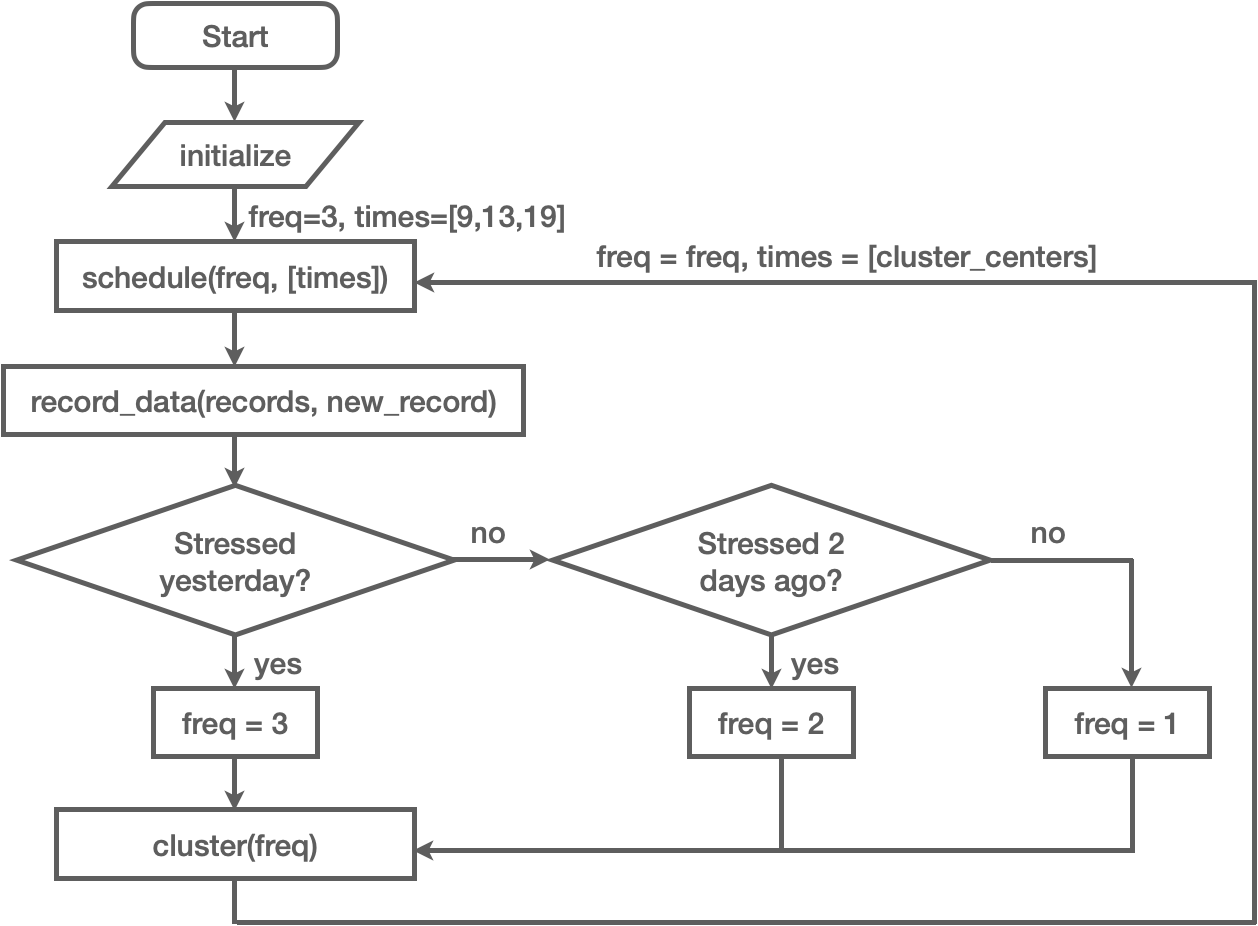 Start
initialize
freq=3, times=[9,13,19]
freq = freq, times = [cluster_centers]
schedule(freq, [times])
record_data(records, new_record)
Stressed
yesterday?
no
Stressed 2
days ago?
no
yes
yes
freq = 3
freq = 2
freq = 1
cluster(freq)